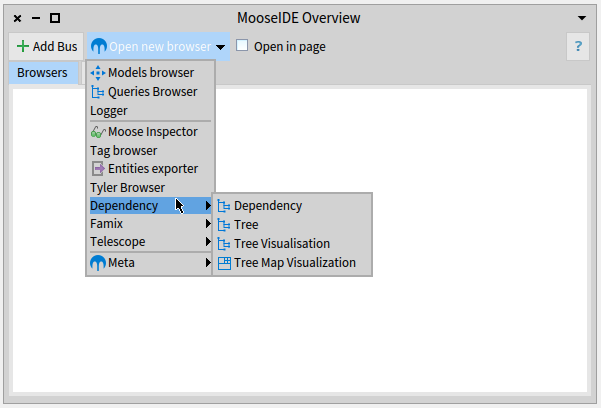 MooseIDE Overview
Add Bus
Open new browser
Open in page
?
Browsers
Models browser
Queries Browser
Logger
Moose Inspector
Tag browser
Entities exporter
Tyler Browser
Dependency
Famix
Telescope
Meta
Dependency
Tree
Tree Visualisation
Tree Map Visualization